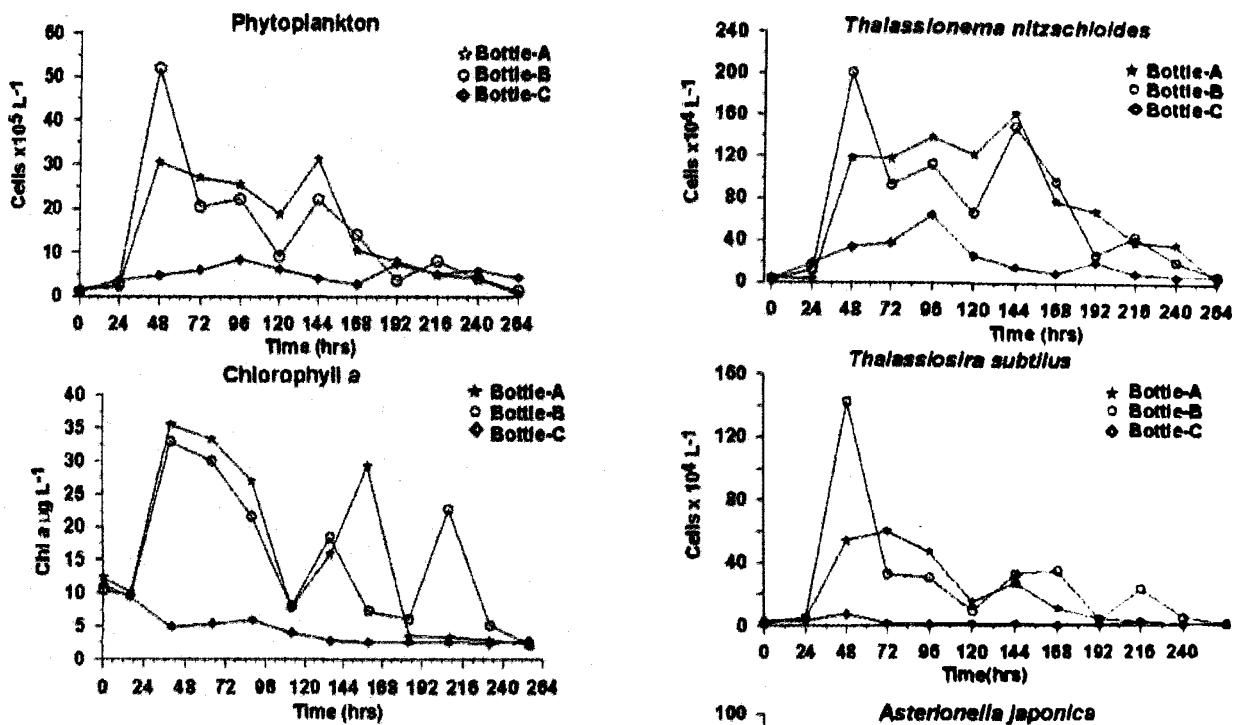 Phytoplankton
60
50
40
30
20
10
0
Cells x10⁵ L⁻¹
Bottle-A
Bottle-B
Bottle-C
0 24 48 72 96 120 144 168 192 216 240 264
Time (hrs)
Thalassionema nitzachioides
240
200
160
120
80
40
0
Cells x10⁴ L⁻¹
Bottle-A
Bottle-B
Bottle-C
0 24 48 72 96 120 144 168 192 216 240 264
Time (hrs)
Chlorophyll a
40
35
30
25
20
15
10
5
0
Chl a µg L⁻¹
Bottle-A
Bottle-B
Bottle-C
0 24 48 72 96 120 144 168 192 216 240 264
Time (hrs)
Thalassiosira subtilus
160
120
80
40
0
Cells x 10⁴ L⁻¹
Bottle-A
Bottle-B
Bottle-C
0 24 48 72 96 120 144 168 192 216 240
Time(hrs)
100
Asterionella japonica